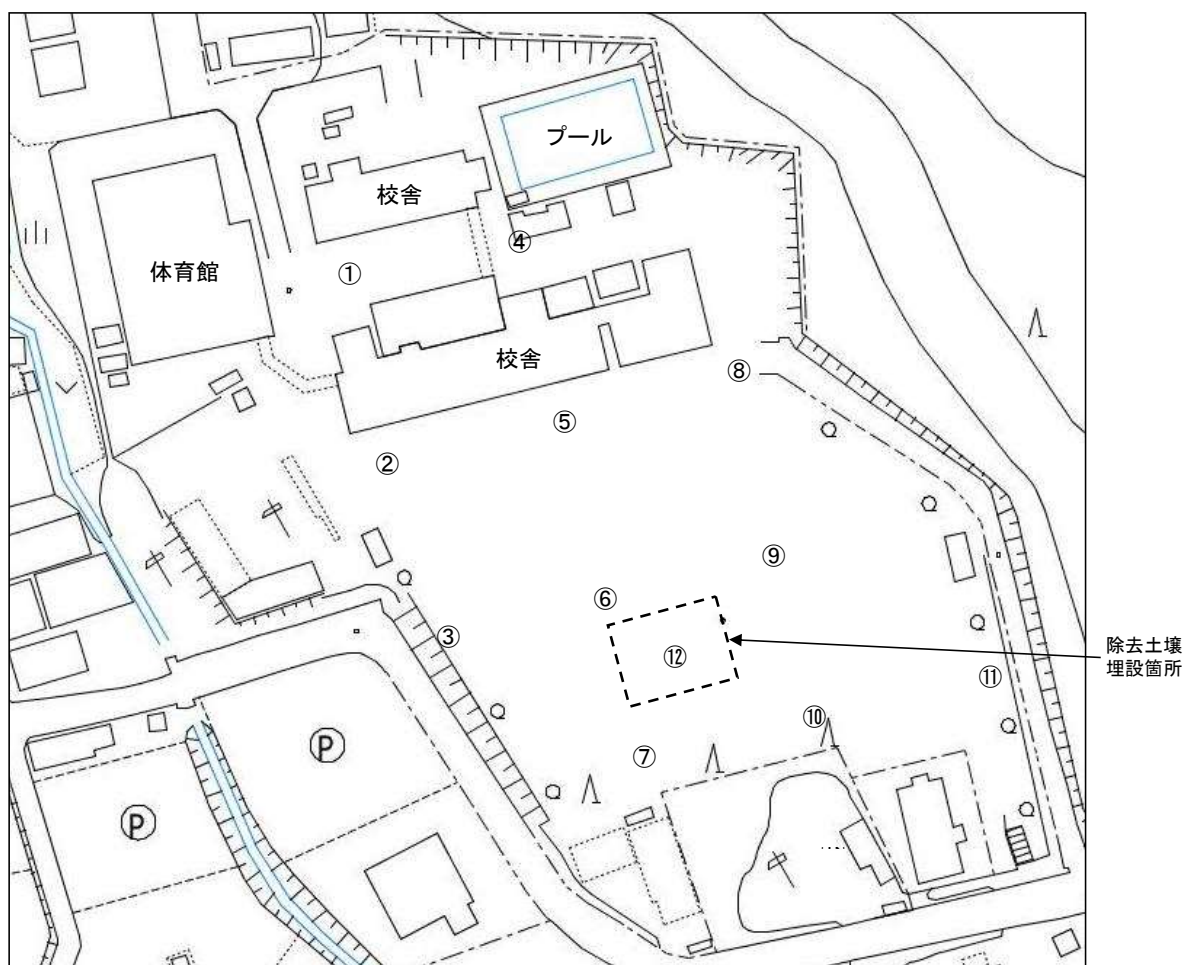 プール
校舎
④
体育館
①
校舎
⑧
⑤
②
⑨
⑥
③
除去土壌
埋設箇所
⑫
⑪
⑩
Ⓟ
⑦
Ⓟ